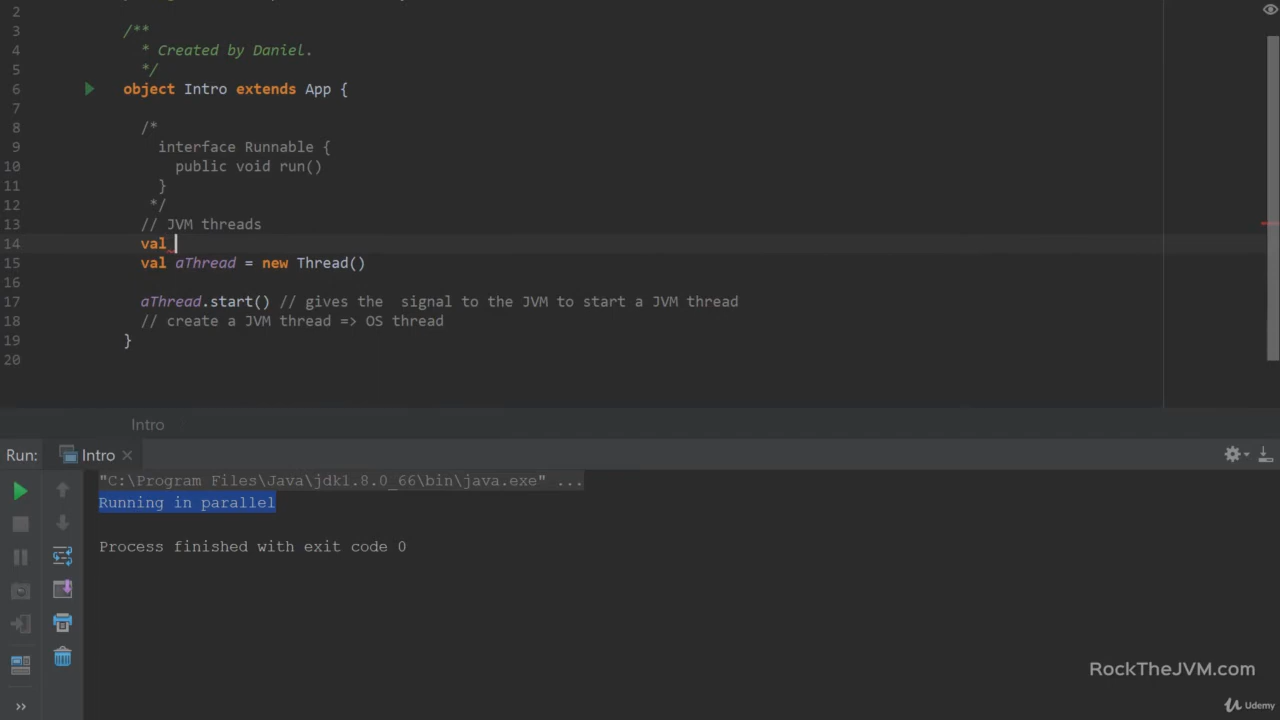 2
3 /**
4 * Created by Daniel.
5 */
6 object Intro extends App {
7
8 /*
9 interface Runnable {
10 public void run()
11 }
12 */
13 // JVM threads
14 val
15 val aThread = new Thread()
16
17 aThread.start() // gives the  signal to the JVM to start a JVM thread
18 // create a JVM thread => OS thread
19 }
20
Intro
Run: Intro
"C:\Program Files\Java\jdk1.8.0_66\bin\java.exe" ...
Running in parallel
Process finished with exit code 0
RockTheJVM.com
Udemy